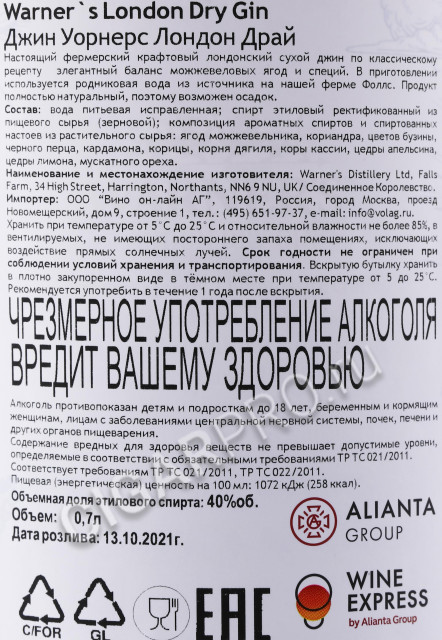 Warner`s London Dry Gin
Джин Уорнерс Лондон Драй
Настоящий фермерский крафтовый лондонский сухой джин по классическому
рецепту элегантный баланс можжевеловых ягод и специй. В приготовлении
используется родниковая вода из источника на нашей ферме Фоллс. Продукт
полностью натуральный, поэтому возможен осадок.
Состав: вода питьевая исправленная; спирт этиловый ректификованный из
пищевого сырья (зерновой); композиция ароматных спиртов и спиртованных
настоев из растительного сырья: ягод можжевельника, кориандра, цветов бузины,
черного перца, кардамона, корицы, корня дягиля, коры кассии, цедры апельсина,
цедры лимона, мускатного ореха.
Наименование и местонахождение изготовителя: Warner's Distillery Ltd, Falls
Farm, 34 High Street, Harrington, Northants, NN6 9 NU, UK/ Соединенное Королевство.
Импортер: ООО "Вино он-лайн АГ", 119619, Россия, город Москва, проезд
Новомещерский, дом 9, строение 1, тел.: (495) 651-97-37, e-mail: info@volag.ru.
Хранить при температуре от 5˚С до 25˚С и относительной влажности не более 85%, в
вентилируемых, не имеющих постороннего запаха помещениях, исключающих
воздействие прямых солнечных лучей. Срок годности не ограничен при
соблюдении условий хранения и транспортирования. Вскрытую бутылку хранить
в плотно закупоренном виде в тёмном месте при температуре от 5 до 25˚С.
Рекомендуется употребить в течение 1 года после вскрытия.
ЧРЕЗМЕРНОЕ УПОТРЕБЛЕНИЕ АЛКОГОЛЯ
ВРЕДИТ ВАШЕМУ ЗДОРОВЬЮ
Алкоголь противопоказан детям и подросткам до 18 лет, беременным и кормящим
женщинам, лицам с заболеваниями центральной нервной системы, почек, печени и
других органов пищеварения.
Содержание вредных для здоровья веществ не превышает допустимые уровни,
определяемые в соответствии с обязательными требованиями ТР ТС 021/2011.
Соответствует требованиям ТР ТС 021/2011, ТР ТС 022/2011.
Пищевая (энергетическая) ценность на 100 мл: 1072 кДж (258 ккал).
Объемная доля этилового спирта: 40%об.
Объем: 0,7л
Дата розлива: 13.10.2021г.
ALIANTA
GROUP
C/FOR
GL
EAC
WINE
EXPRESS
by Alianta Group
CIGARPRO.ru